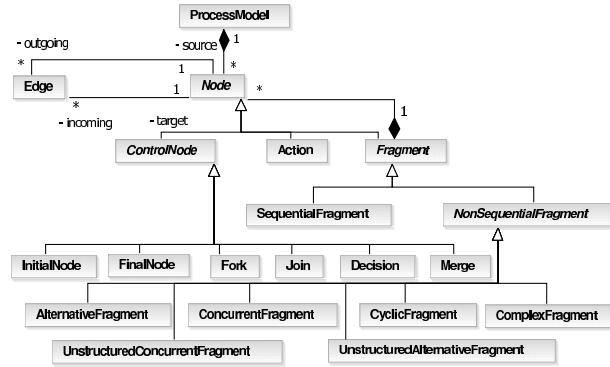 ProcessModel
- outgoing
- source
1
*
1
*
*
Edge
Node
1
*
- incoming
- target
1
ControlNode
Action
Fragment
SequentialFragment
NonSequentialFragment
InitialNode
FinalNode
Fork
Join
Decision
Merge
AlternativeFragment
ConcurrentFragment
CyclicFragment
ComplexFragment
UnstructuredConcurrentFragment
UnstructuredAlternativeFragment